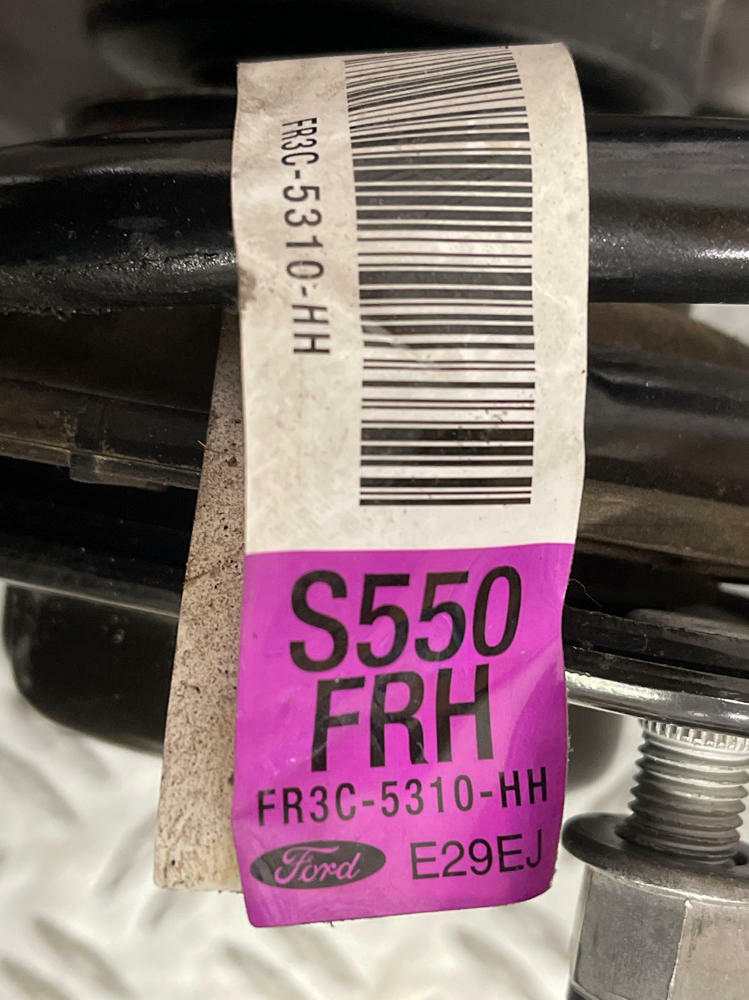 FR3C-5310-HH
S550
FRH
FR3C-5310-HH
Ford E29EJ